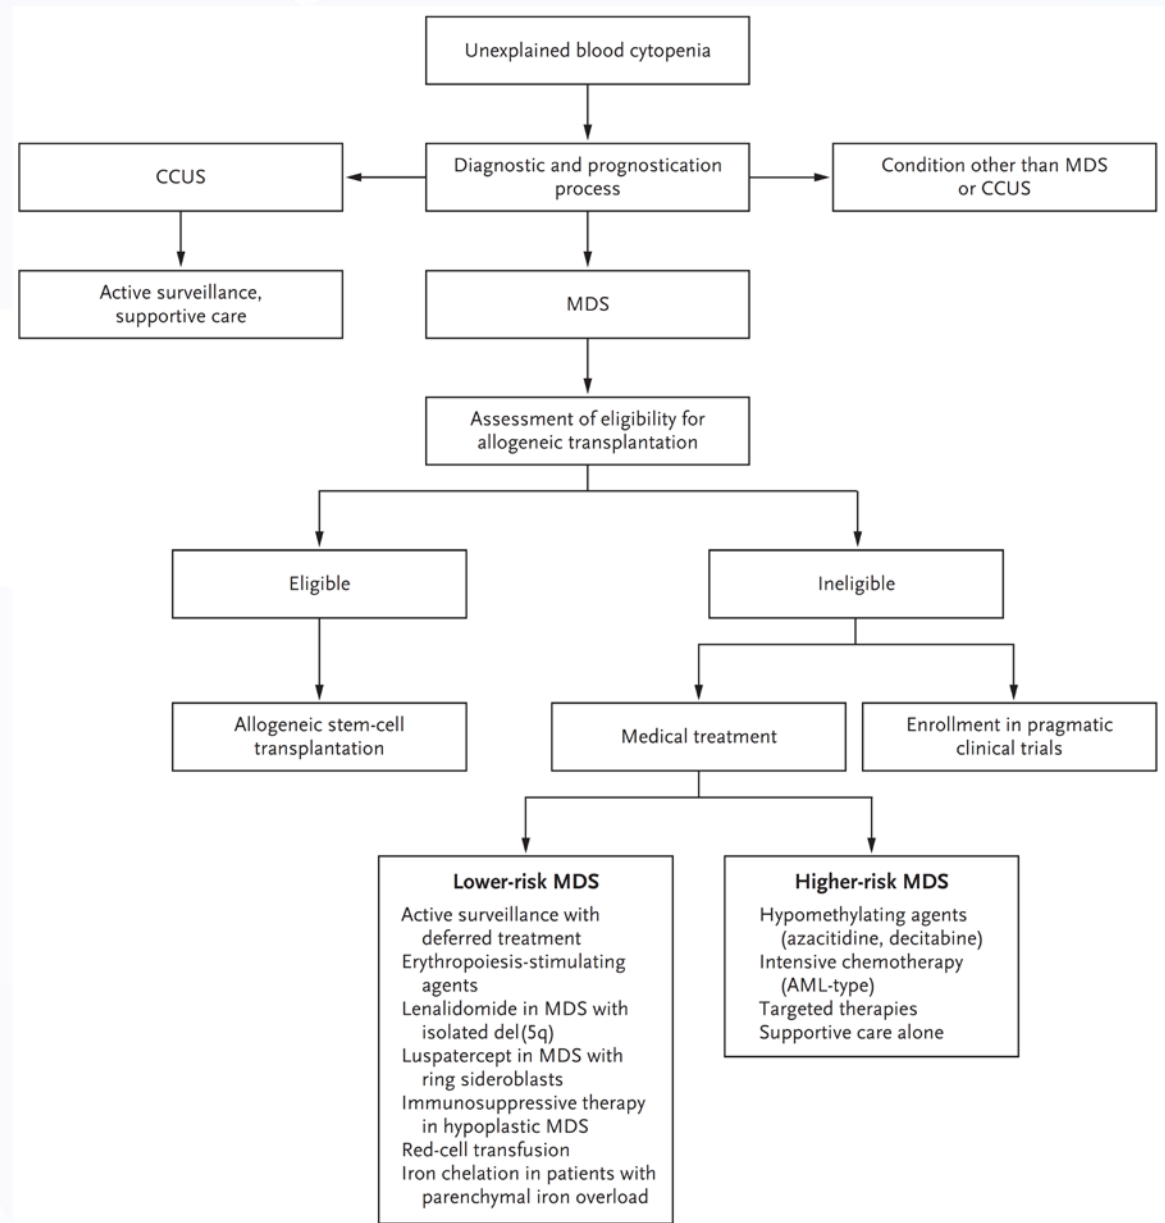 Unexplained blood cytopenia
CCUS
Diagnostic and prognostication
process
Condition other than MDS
or CCUS
Active surveillance,
supportive care
MDS
Assessment of eligibility for
allogeneic transplantation
Eligible
Ineligible
Allogeneic stem-cell
transplantation
Medical treatment
Enrollment in pragmatic
clinical trials
Lower-risk MDS
Active surveillance with
deferred treatment
Erythropoiesis-stimulating
agents
Lenalidomide in MDS with
isolated del(5q)
Luspatercept in MDS with
ring sideroblasts
Immunosuppressive therapy
in hypoplastic MDS
Red-cell transfusion
Iron chelation in patients with
parenchymal iron overload
Higher-risk MDS
Hypomethylating agents
(azacitidine, decitabine)
Intensive chemotherapy
(AML-type)
Targeted therapies
Supportive care alone